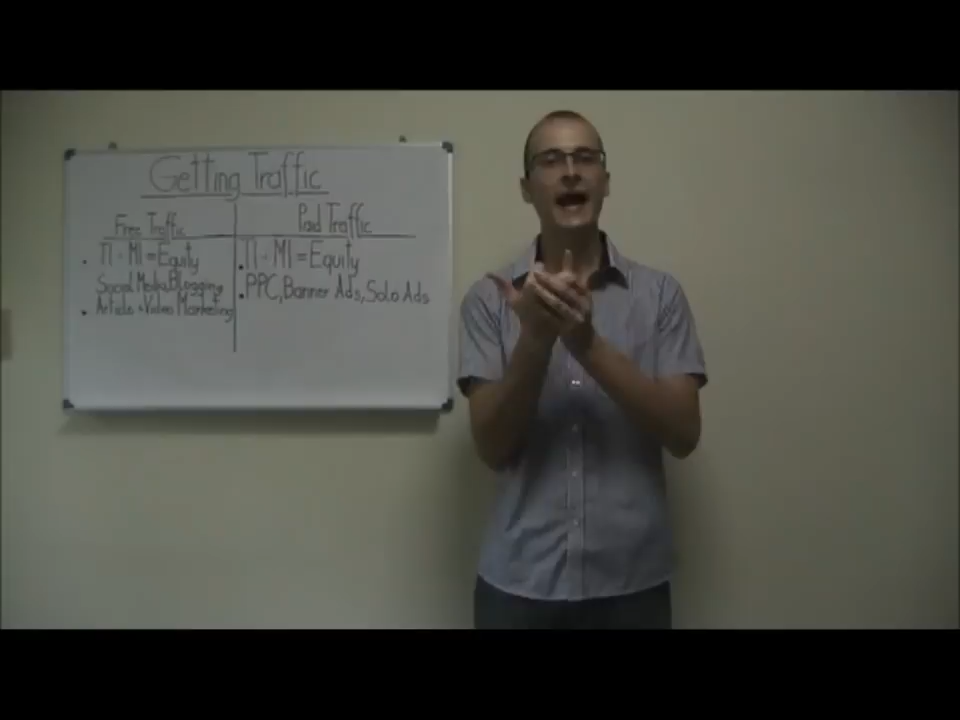 Getting Traffic
Free Traffic
• TI + MI = Equity
Social Media, Blogging
• Article + Video Marketing
Paid Traffic
• TI + MI = Equity
• PPC, Banner Ads, Solo Ads